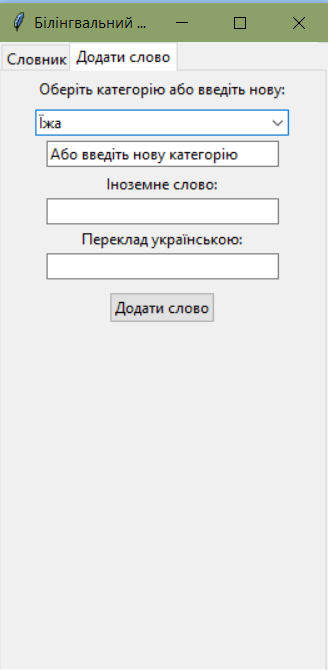 Білінгвальний ...
Словник Додати слово
Оберіть категорію або введіть нову:
Їжа
Або введіть нову категорію
Іноземне слово:
Переклад українською:
Додати слово